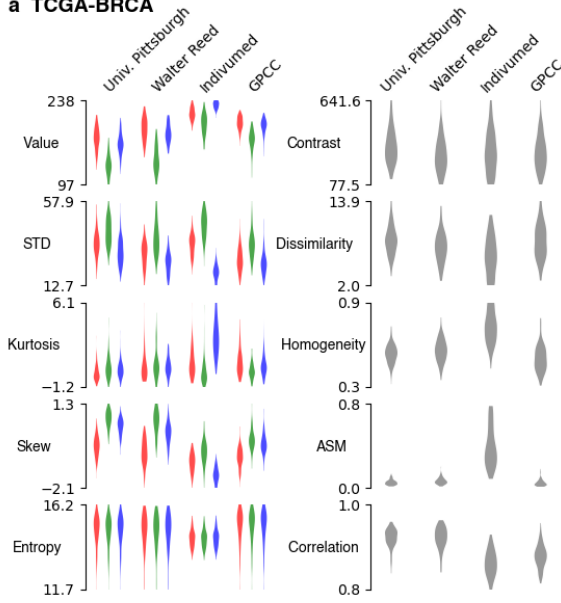 a TCGA-BRCA
Univ. Pittsburgh
Walter Reed
Indivumed
GPCC
Univ. Pittsburgh
Walter Reed
Indivumed
GPCC
238
Value
97
641.6
Contrast
77.5
57.9
STD
12.7
13.9
Dissimilarity
2.0
6.1
Kurtosis
−1.2
0.9
Homogeneity
0.3
1.3
Skew
−2.1
0.8
ASM
0.0
16.2
Entropy
11.7
1.0
Correlation
0.8